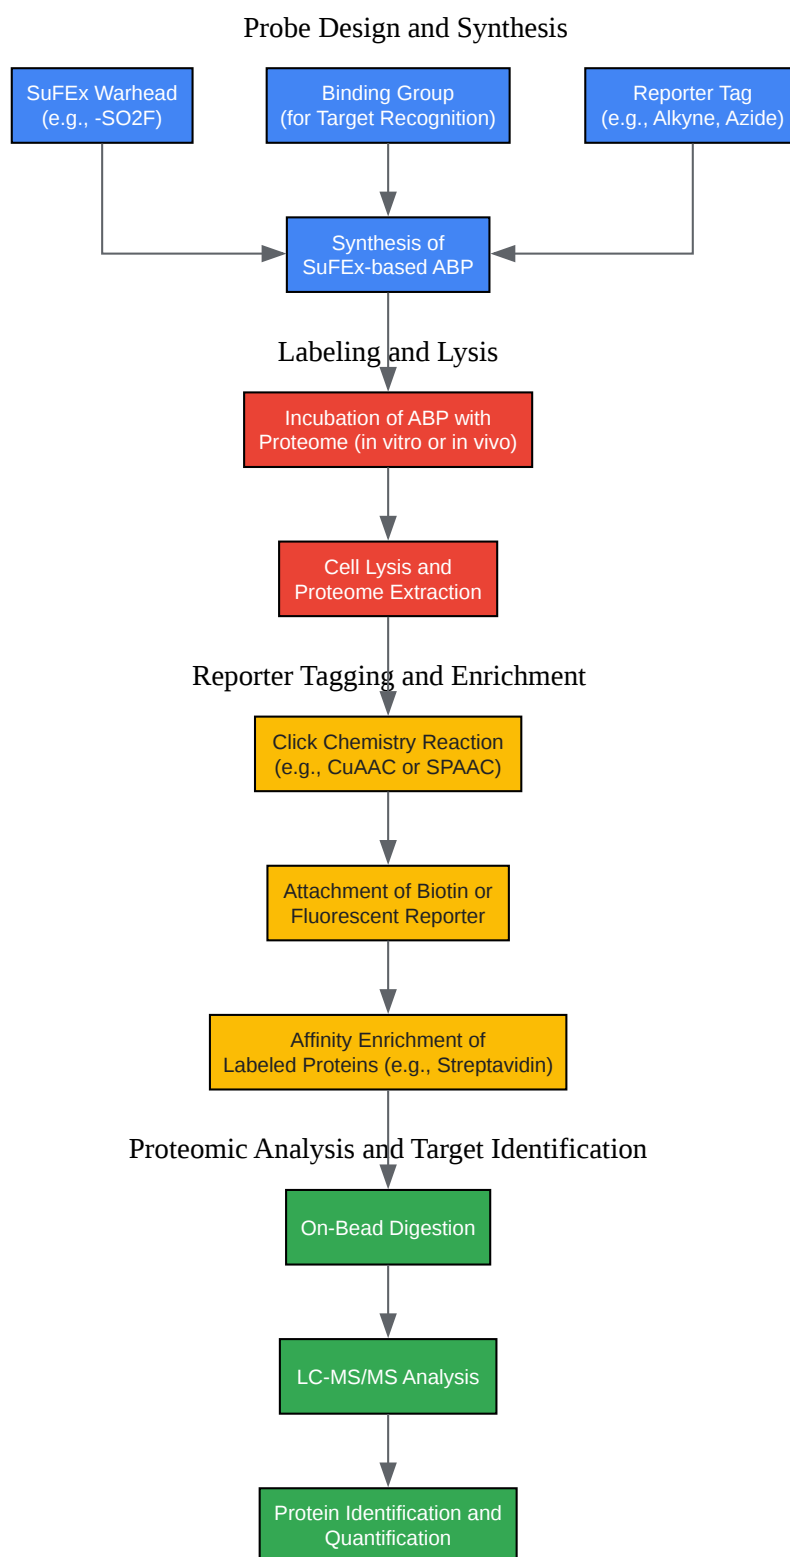 Probe Design and Synthesis
SuFEx Warhead
(e.g., -SO2F)
Binding Group
(for Target Recognition)
Reporter Tag
(e.g., Alkyne, Azide)
Synthesis of
SuFEx-based ABP
Labeling and Lysis
Incubation of ABP with
Proteome (in vitro or in vivo)
Cell Lysis and
Proteome Extraction
Reporter Tagging and Enrichment
Click Chemistry Reaction
(e.g., CuAAC or SPAAC)
Attachment of Biotin or
Fluorescent Reporter
Affinity Enrichment of
Labeled Proteins (e.g., Streptavidin)
Proteomic Analysis and Target Identification
On-Bead Digestion
LC-MS/MS Analysis
Protein Identification and
Quantification